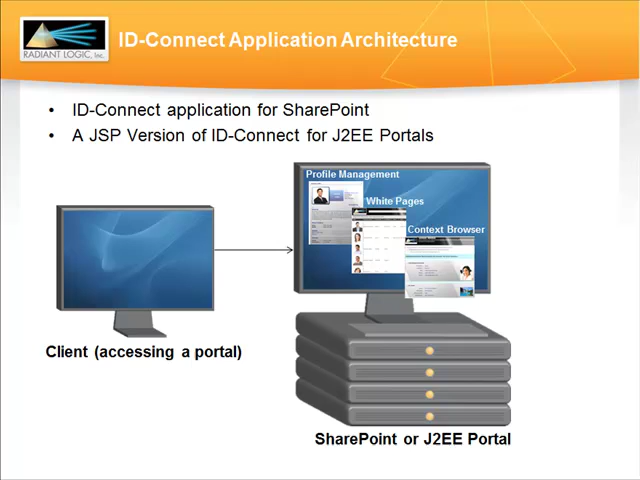 RADIANT LOGIC, INC.
ID-Connect Application Architecture
• ID-Connect application for SharePoint
• A JSP Version of ID-Connect for J2EE Portals
Profile Management
White Pages
Context Browser
Client (accessing a portal)
SharePoint or J2EE Portal